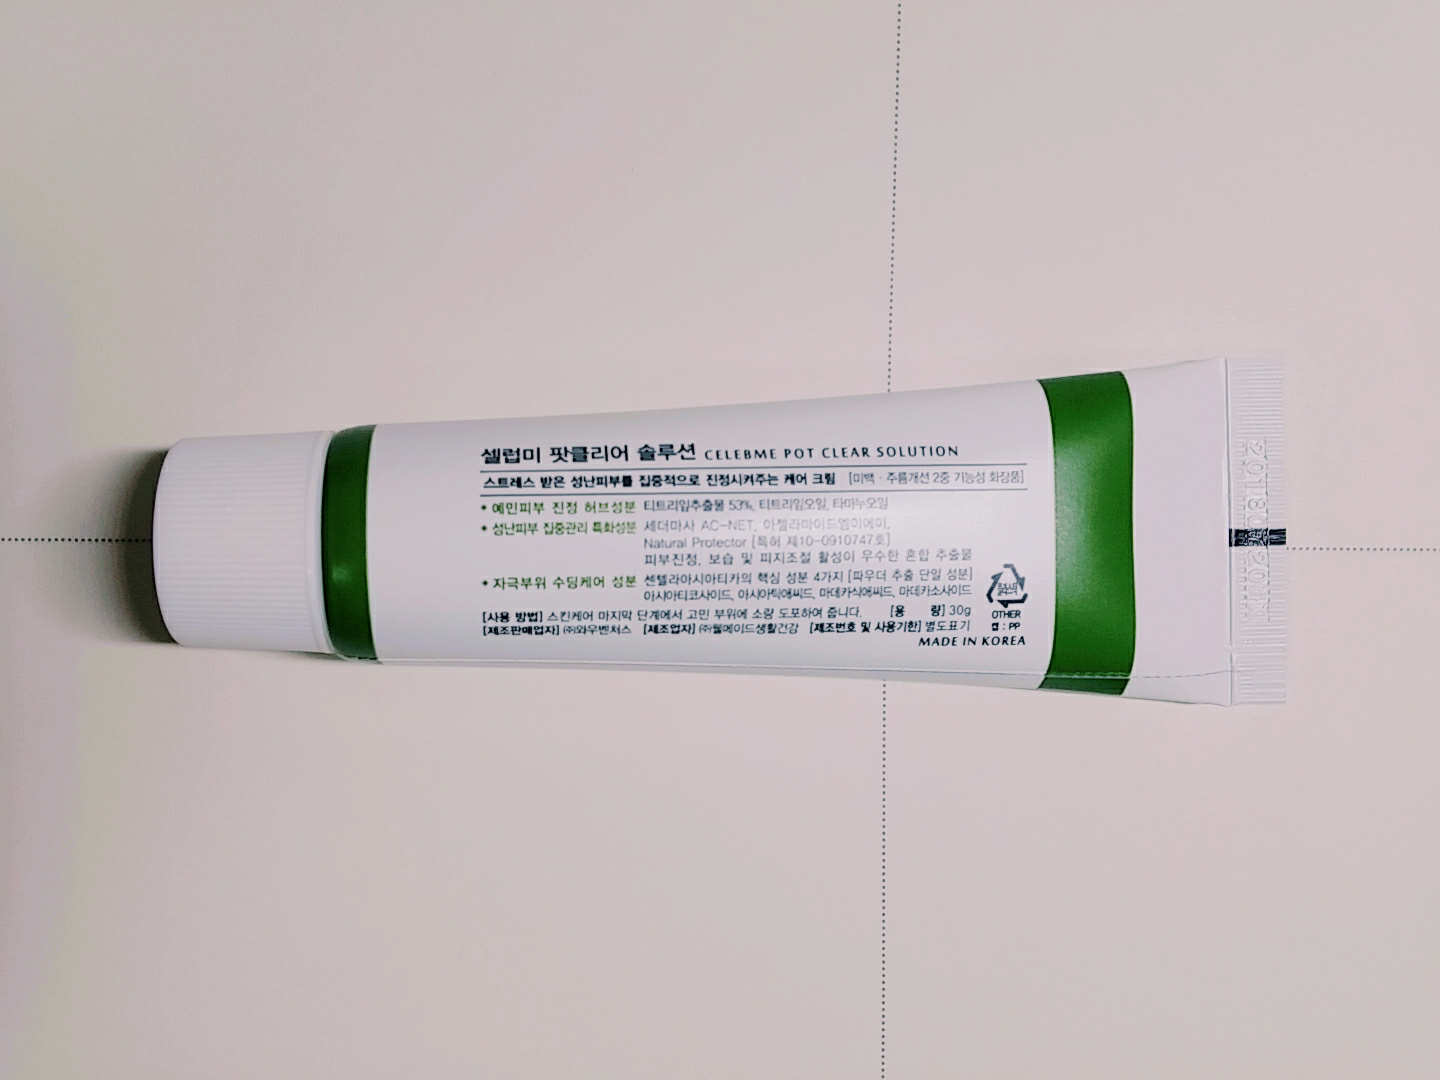 셀럽미 팟클리어 솔루션 CELEBME POT CLEAR SOLUTION
스트레스 받은 성난피부를 집중적으로 진정시켜주는 케어 크림 [미백 · 주름개선 2중 기능성 화장품]
* 예민피부 진정 허브성분 티트리잎추출물 53%, 티트리잎오일, 타마누오일
* 성난피부 집중관리 특화성분 세더마사 AC-NET, 아젤라마이드엠이에이,
Natural Protector [특허 제10-0910747호]
피부진정, 보습 및 피지조절 활성이 우수한 혼합 추출물
* 자극부위 수딩케어 성분 센텔라아시아티카의 핵심 성분 4가지 [파우더 추출 단일 성분]
아시아티코사이드, 아시아틱애씨드, 마데카식애씨드, 마데카소사이드
[사용 방법] 스킨케어 마지막 단계에서 고민 부위에 소량 도포하여 줍니다. [용 량] 30g
[제조판매업자] ㈜와우벤처스 [제조업자] ㈜웰메이드생활건강 [제조번호 및 사용기한] 별도표기
MADE IN KOREA
OTHER
캡 : PP